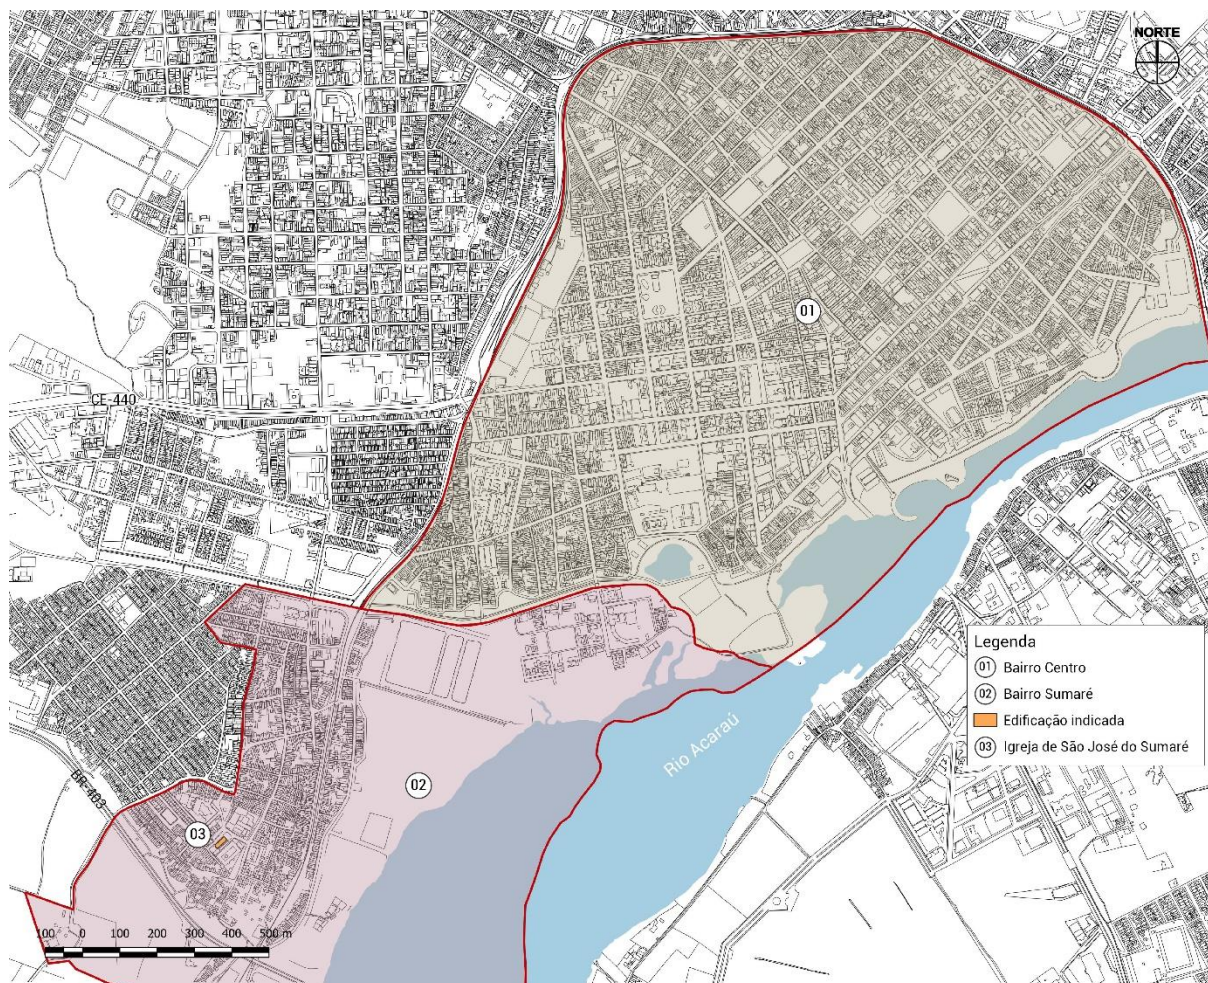 NORTE
01
CE-440
Legenda
01 Bairro Centro
02 Bairro Sumaré
Edificação indicada
03 Igreja de São José do Sumaré
Rio Acaraú
02
BR-403
03
100 0 100 200 300 400 500 m